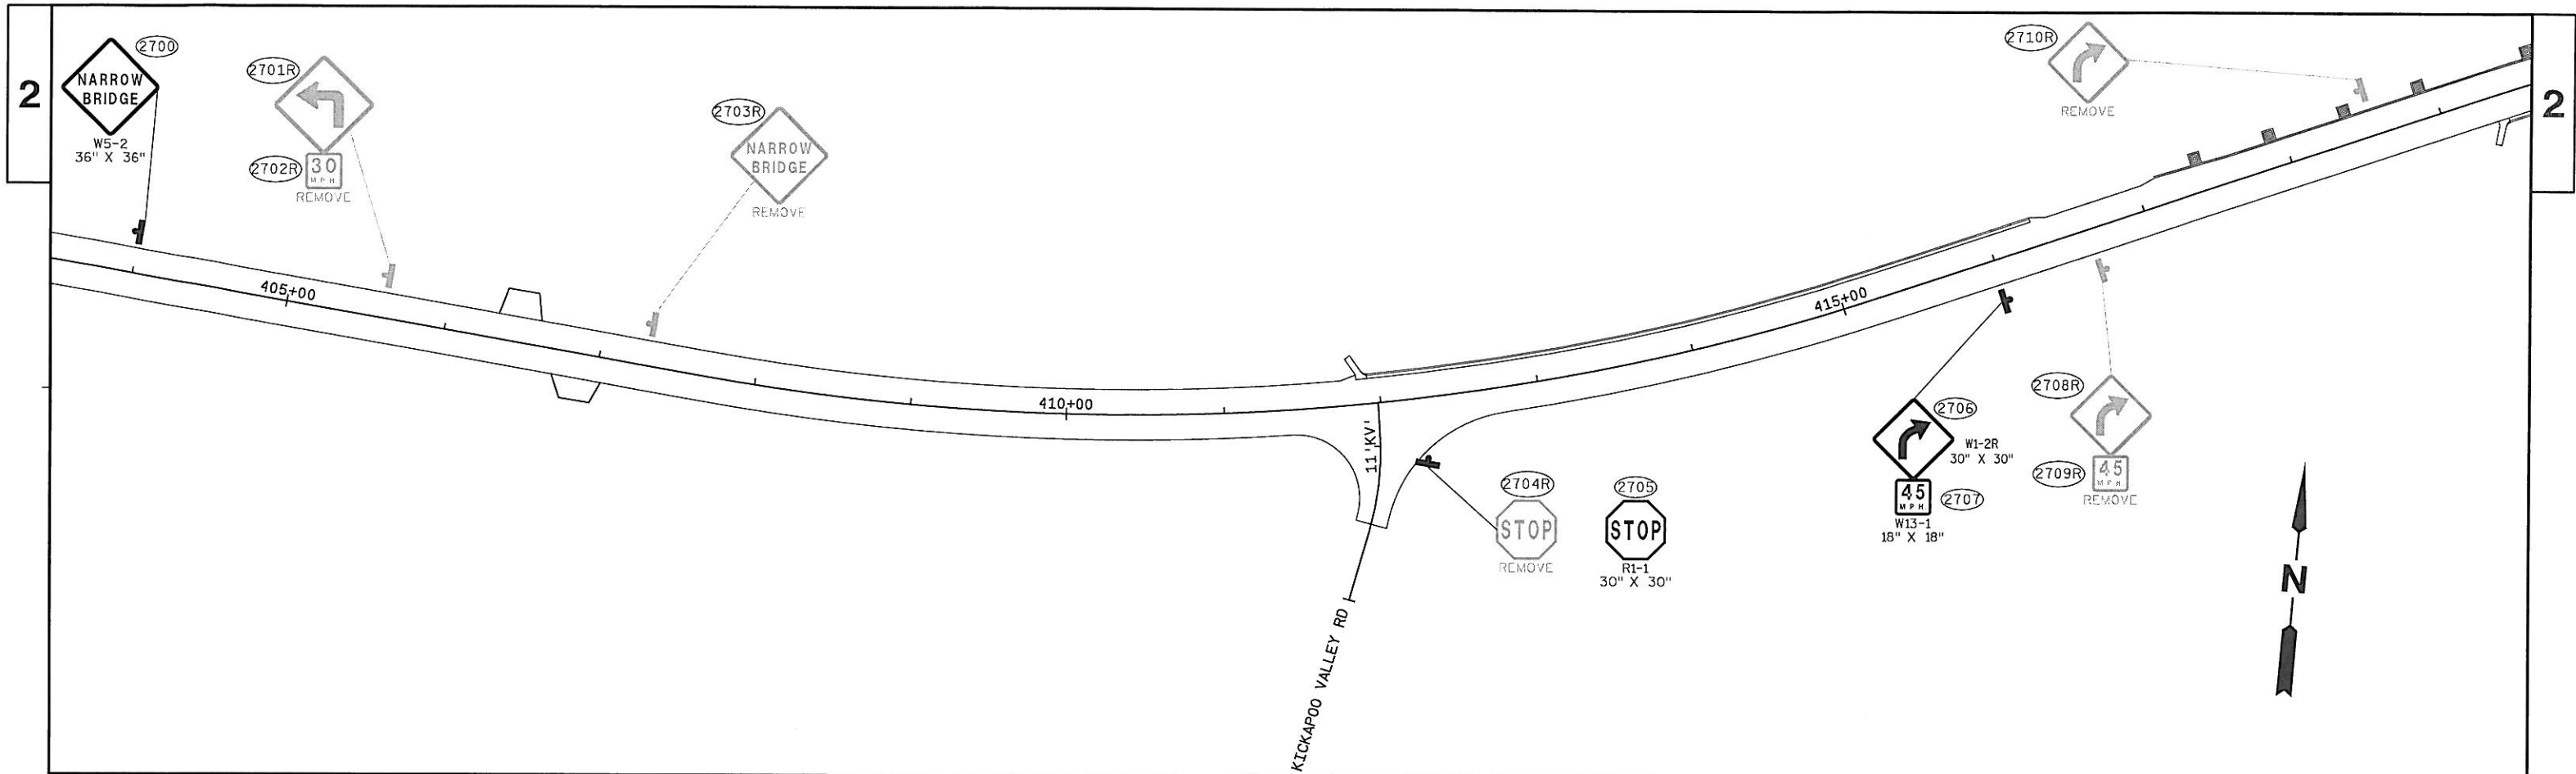 2
2700
NARROW
BRIDGE
W5-2
36" X 36"
2701R
2702R
30
MPH
REMOVE
2703R
NARROW
BRIDGE
REMOVE
2710R
REMOVE
2
405+00
410+00
415+00
11'KV'
KICKAPOO VALLEY RD
2704R
STOP
REMOVE
2705
STOP
R1-1
30" X 30"
2706
W1-2R
30" X 30"
45
MPH
2707
W13-1
18" X 18"
2708R
2709R
45
MPH
REMOVE
N